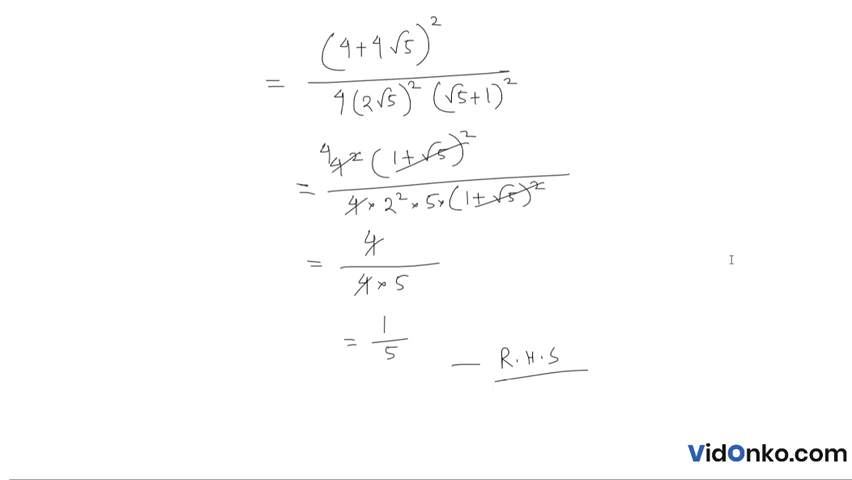 = (4+4√5)² / 4(2√5)² (√5+1)²
= 4 4² (1+√5)² / 4 × 2² × 5 × (1+√5)²
= 4 / 4 × 5
= 1 / 5 — R.H.S
VidOnko.com